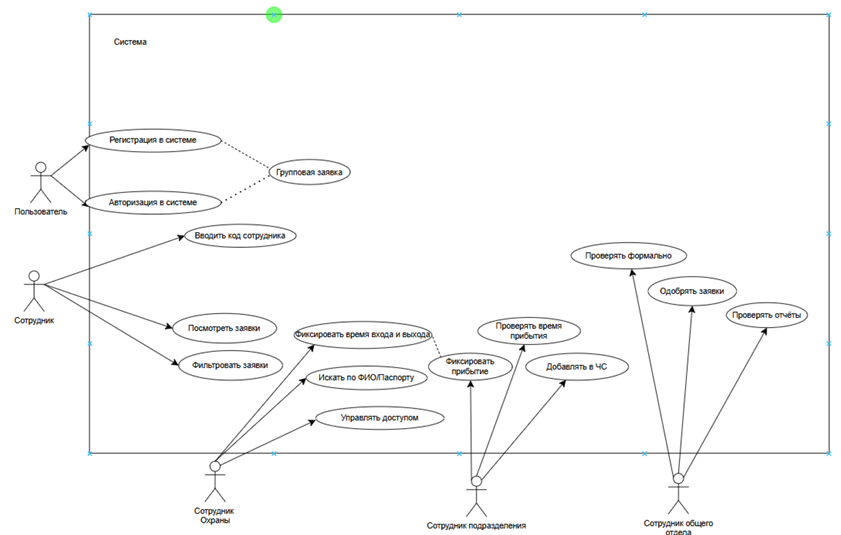 Система
Регистрация в системе
Групповая заявка
Авторизация в системе
Пользователь
Вводить код сотрудника
Сотрудник
Посмотреть заявки
Фильтровать заявки
Фиксировать время входа и выхода
Искать по ФИО/Паспорту
Управлять доступом
Проверять время
прибытия
Фиксировать
прибытие
Добавлять в ЧС
Проверять формально
Одобрять заявки
Проверять отчёты
Сотрудник
Охраны
Сотрудник подразделения
Сотрудник общего
отдела